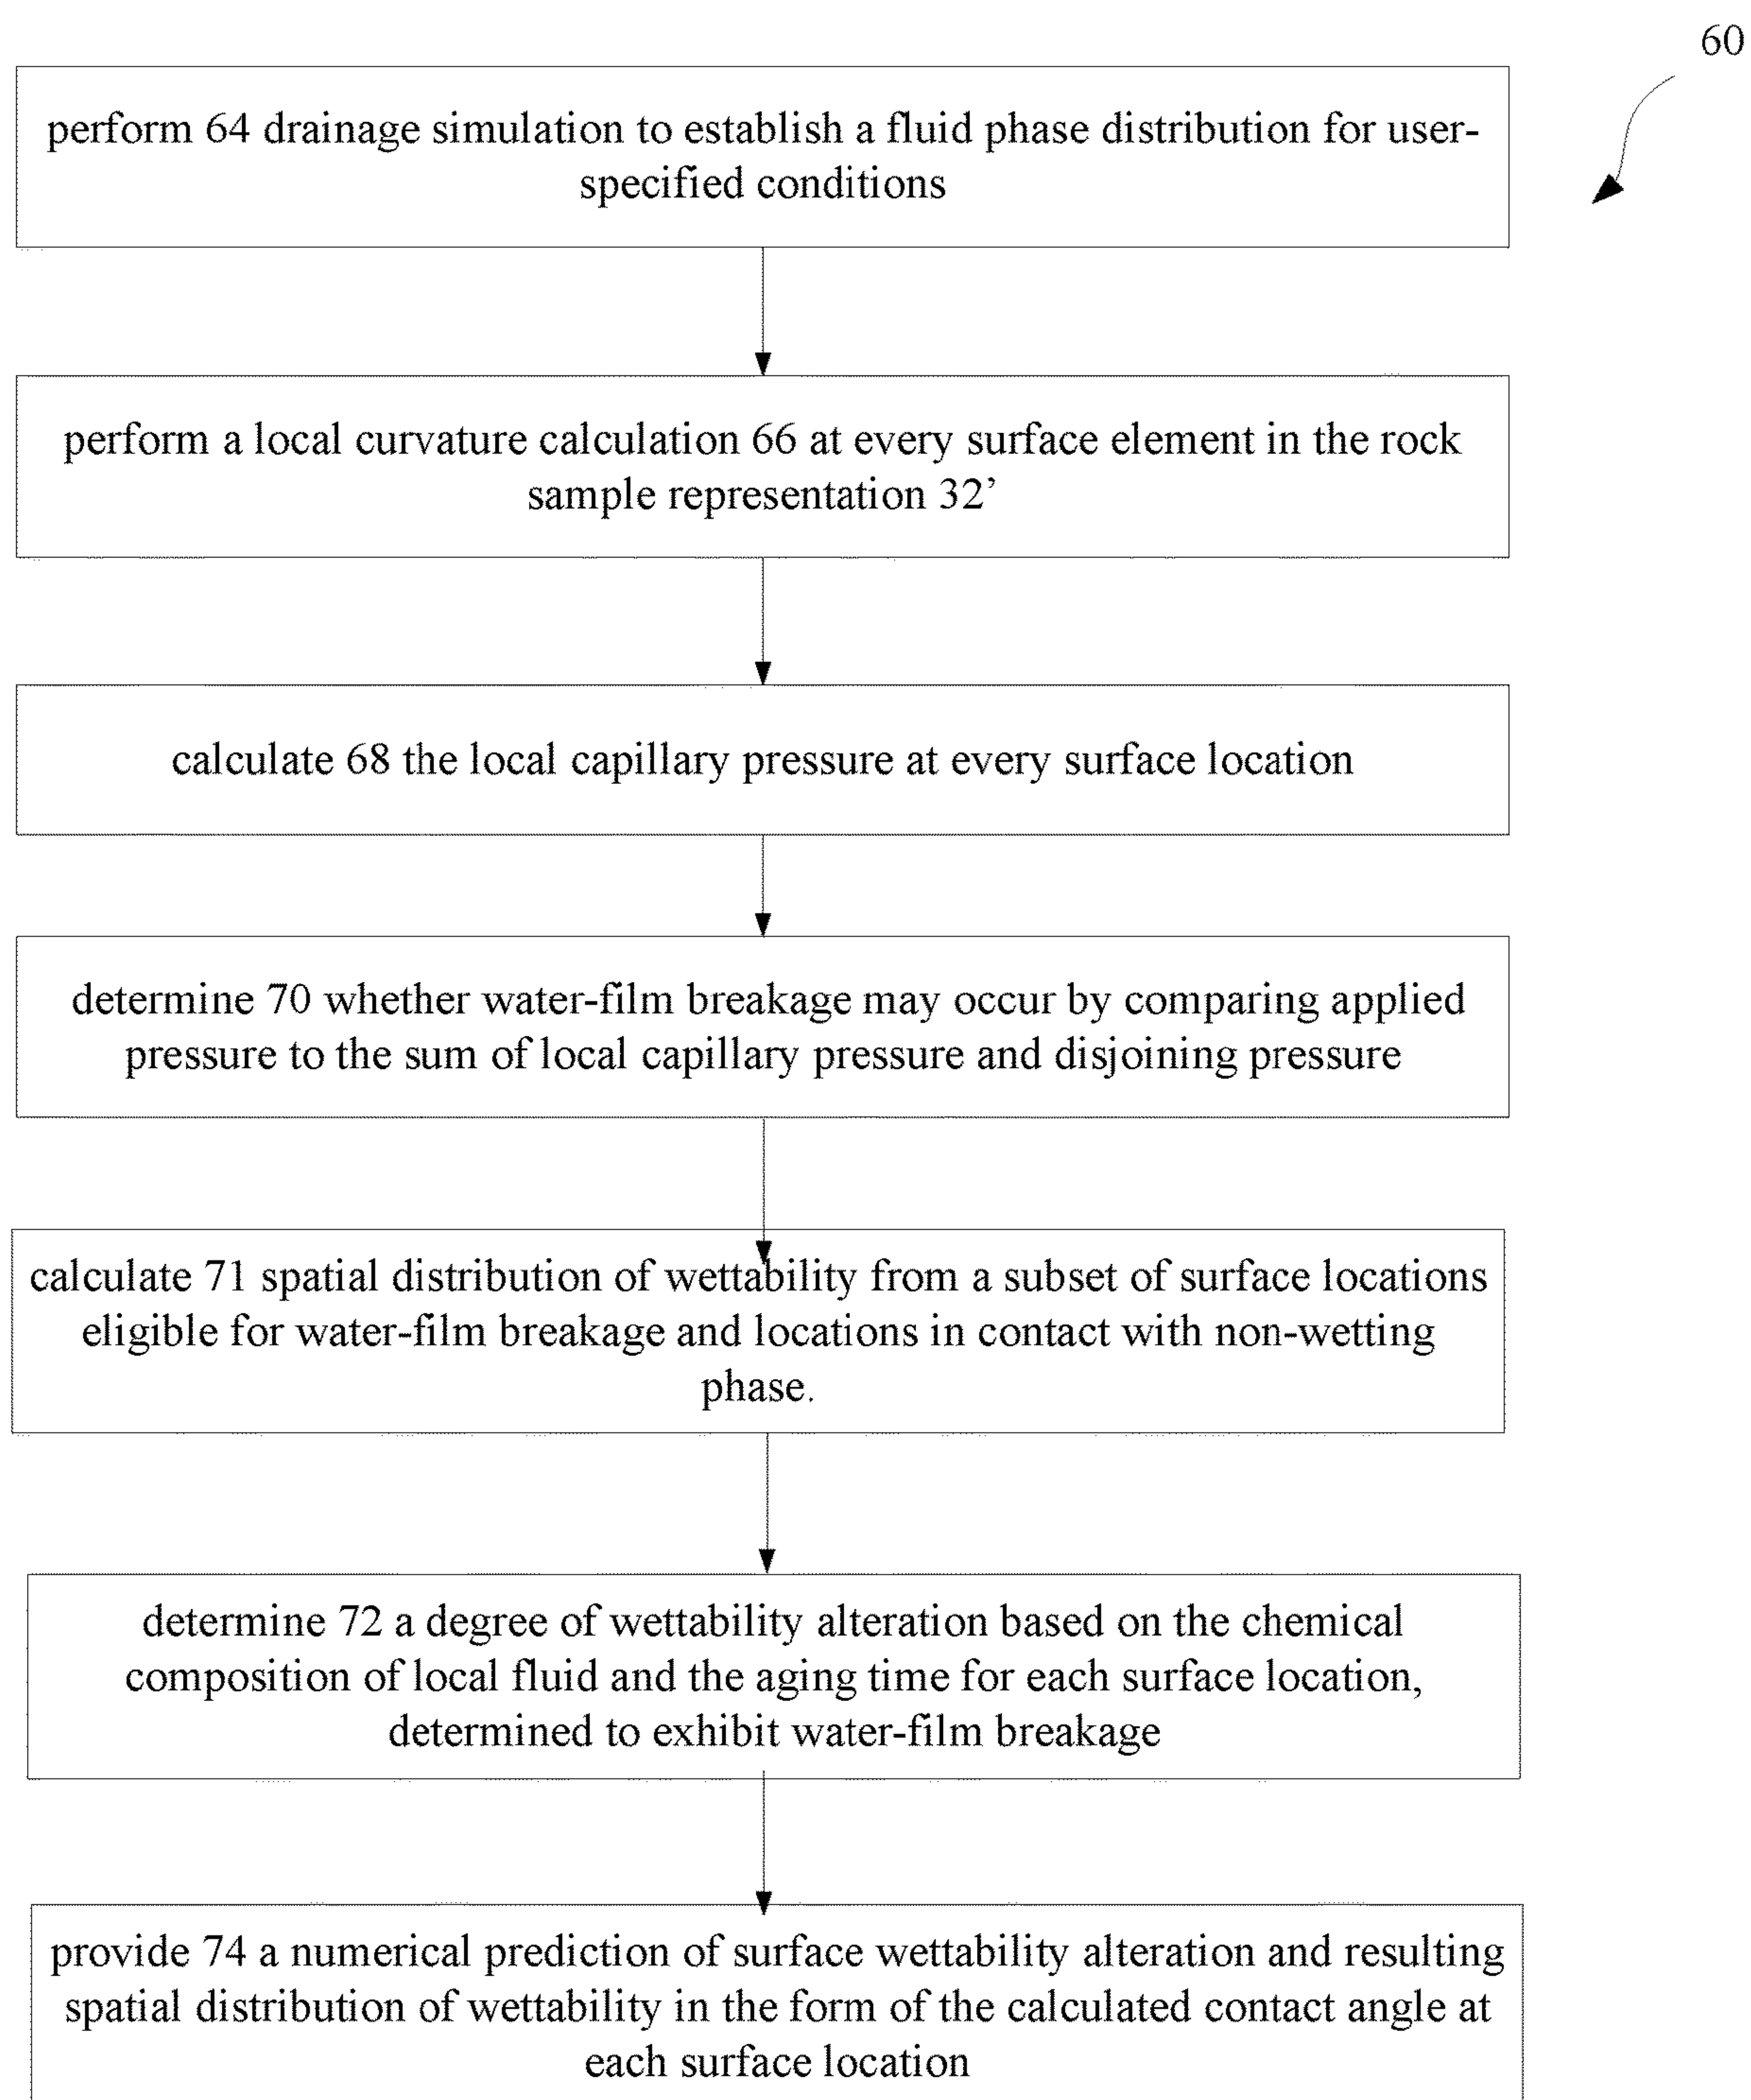 60
perform 64 drainage simulation to establish a fluid phase distribution for user-
specified conditions
perform a local curvature calculation 66 at every surface element in the rock
sample representation 32’
calculate 68 the local capillary pressure at every surface location
determine 70 whether water-film breakage may occur by comparing applied
pressure to the sum of local capillary pressure and disjoining pressure
calculate 71 spatial distribution of wettability from a subset of surface locations
eligible for water-film breakage and locations in contact with non-wetting
phase.
determine 72 a degree of wettability alteration based on the chemical
composition of local fluid and the aging time for each surface location,
determined to exhibit water-film breakage
provide 74 a numerical prediction of surface wettability alteration and resulting
spatial distribution of wettability in the form of the calculated contact angle at
each surface location